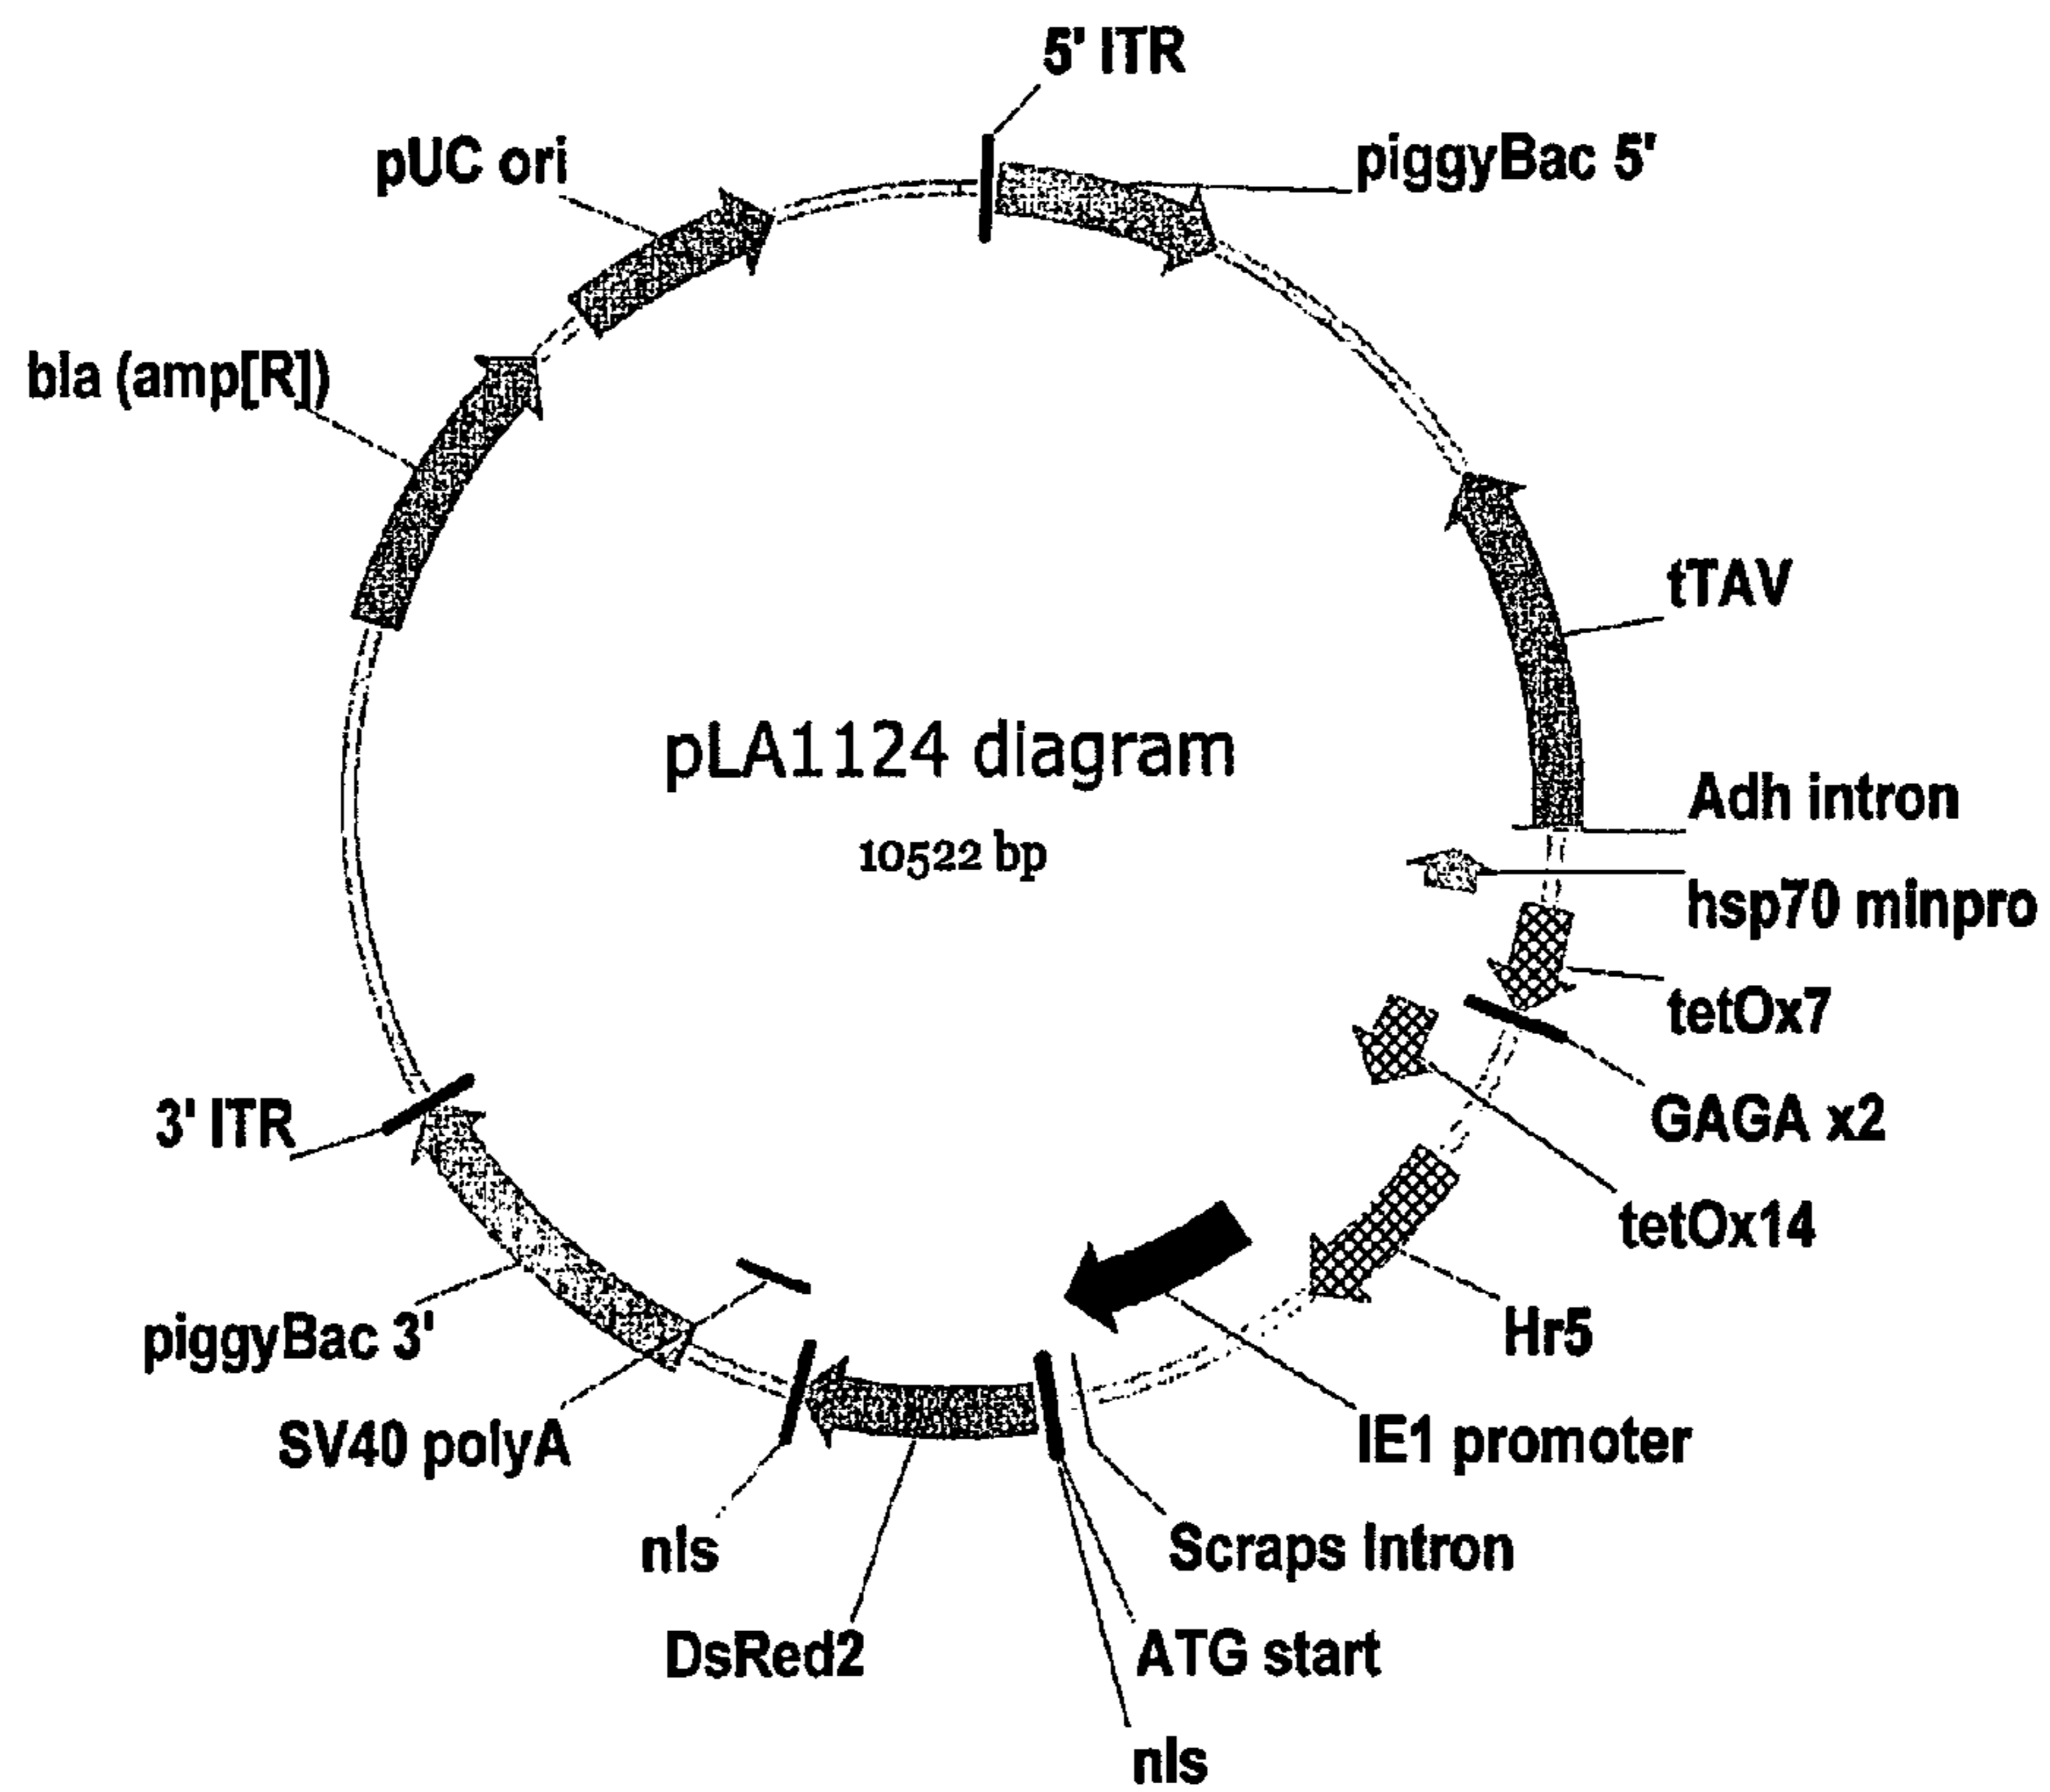 5' ITR
pUC ori
piggyBac 5'
bla (amp[R])
tTAV
pLA1124 diagram
10522 bp
Adh intron
hsp70 minpro
tetOx7
GAGA x2
3' ITR
tetOx14
piggyBac 3'
Hr5
SV40 polyA
IE1 promoter
nls
Scraps Intron
DsRed2
ATG start
nls